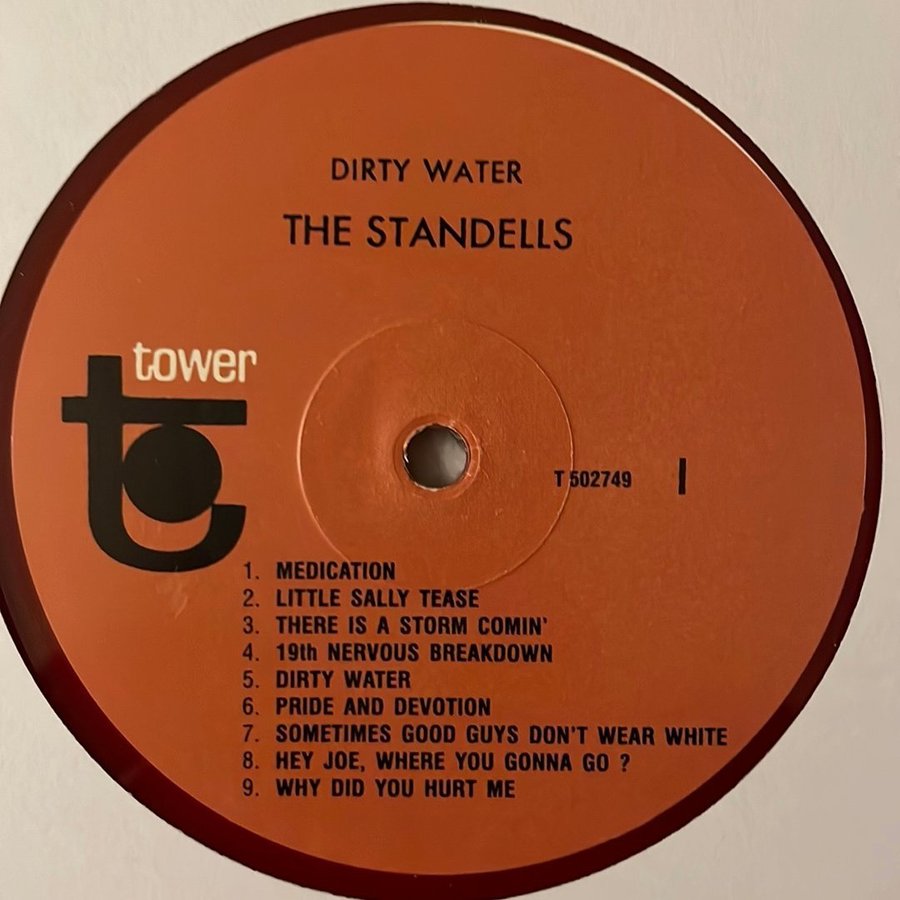 DIRTY WATER
THE STANDELLS
tower
T 502749 I
1. MEDICATION
2. LITTLE SALLY TEASE
3. THERE IS A STORM COMIN'
4. 19th NERVOUS BREAKDOWN
5. DIRTY WATER
6. PRIDE AND DEVOTION
7. SOMETIMES GOOD GUYS DON'T WEAR WHITE
8. HEY JOE, WHERE YOU GONNA GO ?
9. WHY DID YOU HURT ME